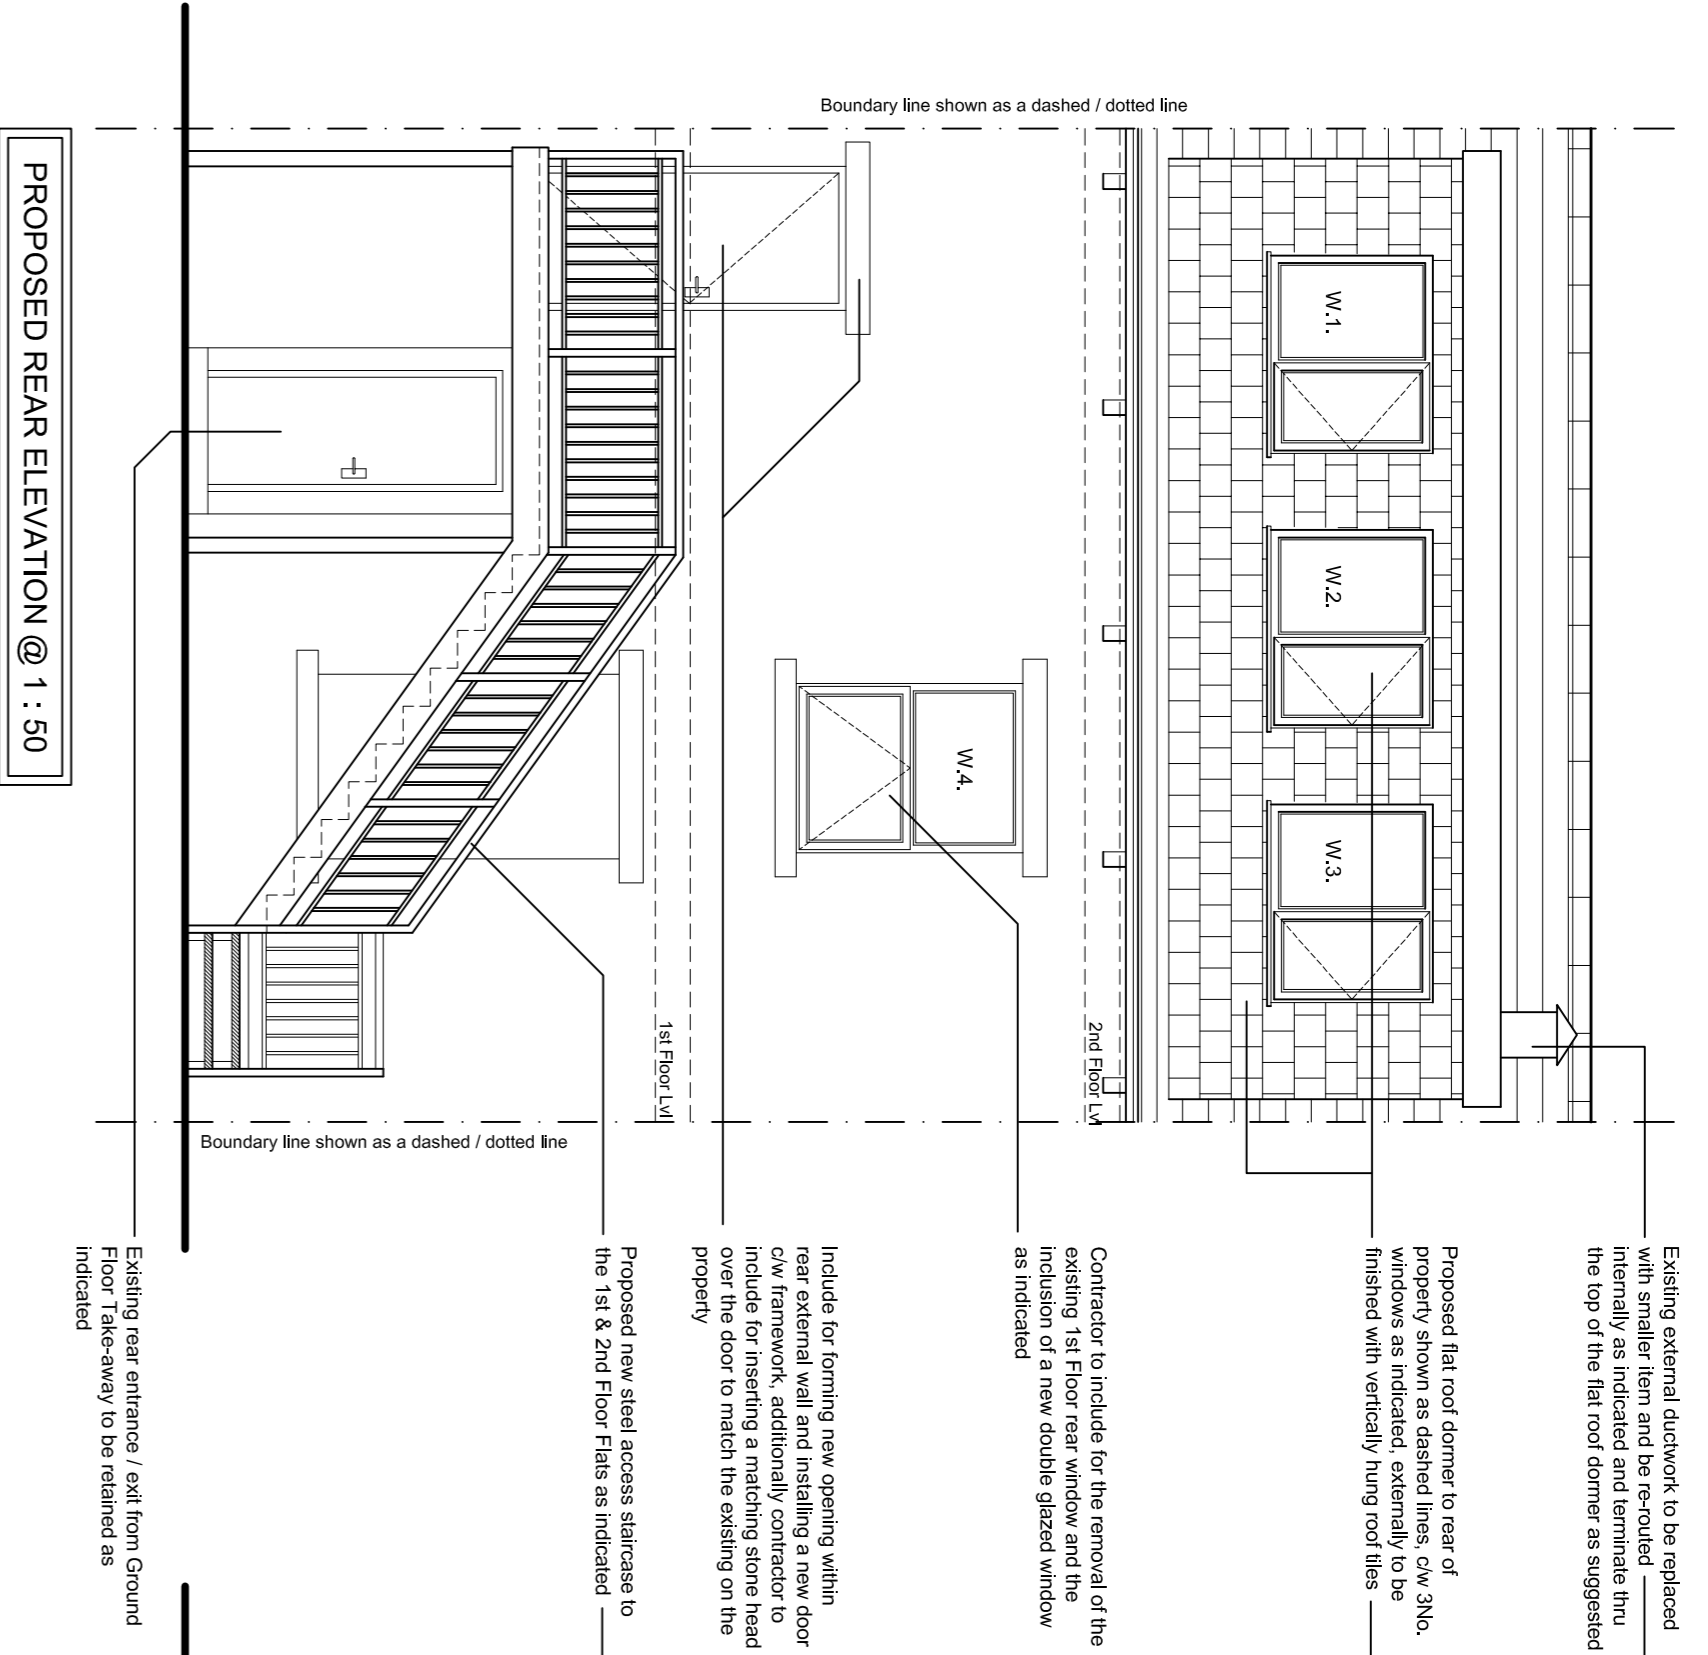 Existing external ductwork to be replaced
with smaller item and be re-routed
internally as indicated and terminate thru
the top of the flat roof dormer as suggested
Proposed flat roof dormer to rear of
property shown as dashed lines, c/w 3No.
windows as indicated, externally to be
finished with vertically hung roof tiles
Contractor to include for the removal of the
existing 1st Floor rear window and the
inclusion of a new double glazed window
as indicated
Include for forming new opening within
rear external wall and installing a new door
c/w framework, additionally contractor to
include for inserting a matching stone head
over the door to match the existing on the
property
Proposed new steel access staircase to
the 1st & 2nd Floor Flats as indicated
Existing rear entrance / exit from Ground
Floor Take-away to be retained as
indicated
W.1.
W.2.
W.3.
W.4.
2nd Floor Lvl
1st Floor Lvl
Boundary line shown as a dashed / dotted line
Boundary line shown as a dashed / dotted line
PROPOSED REAR ELEVATION @ 1 : 50